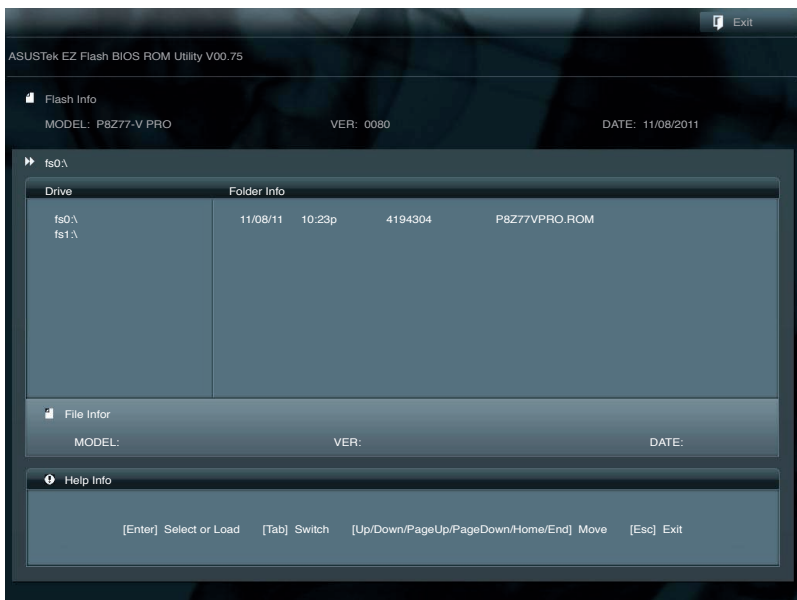 Exit
ASUSTek EZ Flash BIOS ROM Utility V00.75
Flash Info
MODEL: P8Z77-V PRO VER: 0080 DATE: 11/08/2011
fs0:\
Drive Folder Info
fs0:\ 11/08/11 10:23p 4194304 P8Z77VPRO.ROM
fs1:\
File Infor
MODEL: VER: DATE:
Help Info
[Enter] Select or Load [Tab] Switch [Up/Down/PageUp/PageDown/Home/End] Move [Esc] Exit